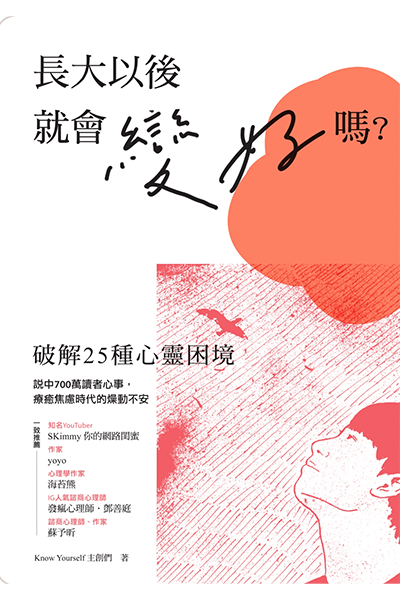 長大以後
就會變好嗎?
破解25種心靈困境
說中700萬讀者心事，
療癒焦慮時代的燥動不安
一致推薦
知名YouTuber
SKimmy 你的網路閨蜜
作家
yoyo
心理學作家
海苔熊
IG人氣諮商心理師
發瘋心理師·鄧善庭
諮商心理師、作家
蘇予昕
Know Yourself 主創們 著